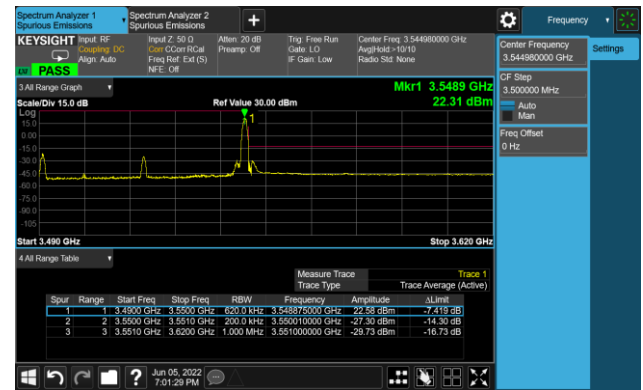 Spectrum Analyzer 1
Spurious Emissions
Spectrum Analyzer 2
Spurious Emissions
Frequency
KEYSIGHT
Input: RF
Coupling: DC
Align: Auto
Input Z: 50 Ω
Corr CCorr RCal
Freq Ref: Ext (S)
NFE: Off
Atten: 20 dB
Preamp: Off
Trig: Free Run
Gate: LO
IF Gain: Low
Center Freq: 3.544980000 GHz
Avg|Hold:>10/10
Radio Std: None
PASS
Center Frequency
3.544980000 GHz
Settings
CF Step
3.500000 MHz
Auto
Man
Freq Offset
0 Hz
3 All Range Graph
Mkr1 3.5489 GHz
Scale/Div 15.0 dB
Ref Value 30.00 dBm
22.31 dBm
Log
15.0
0.00
-15.0
-30.0
-45.0
-60.0
-75.0
-90.0
-105
1
Start 3.490 GHz
Stop 3.620 GHz
4 All Range Table
Measure Trace
Trace 1
Trace Type
Trace Average (Active)
Spur Range Start Freq Stop Freq RBW Frequency Amplitude ΔLimit
1 1 3.4900 GHz 3.5500 GHz 620.0 kHz 3.548875000 GHz 22.58 dBm -7.419 dB
2 2 3.5500 GHz 3.5510 GHz 200.0 kHz 3.550010000 GHz -27.30 dBm -14.30 dB
3 3 3.5510 GHz 3.6200 GHz 1.000 MHz 3.551000000 GHz -29.73 dBm -16.73 dB
Jun 05, 2022
7:01:29 PM